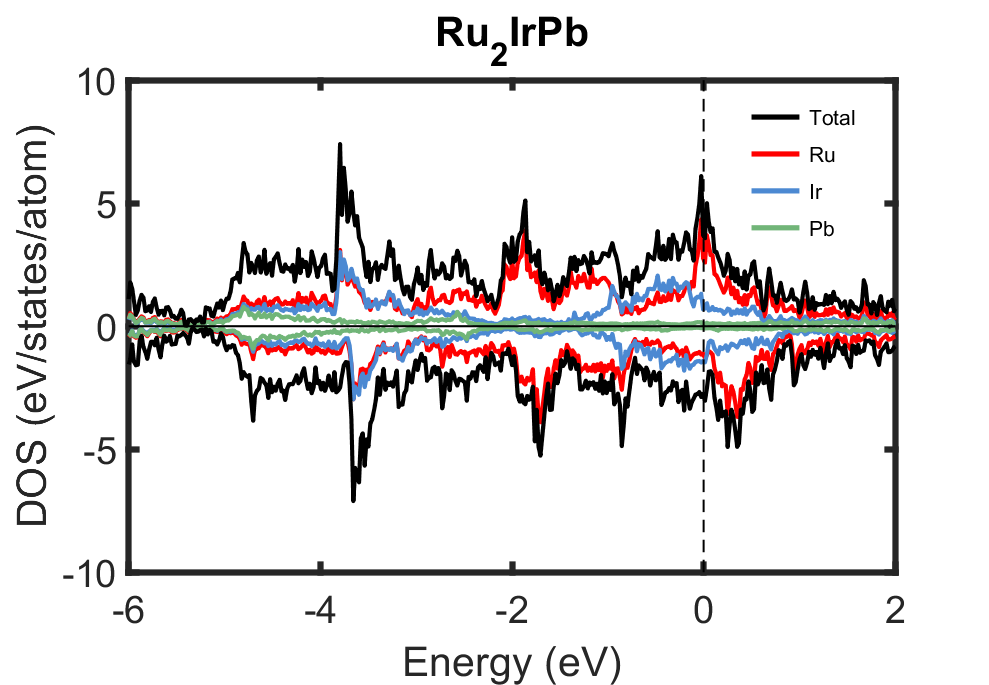 Ru₂IrPb
10
5
0
-5
-10
DOS (eV/states/atom)
Total
Ru
Ir
Pb
-6 -4 -2 0 2
Energy (eV)